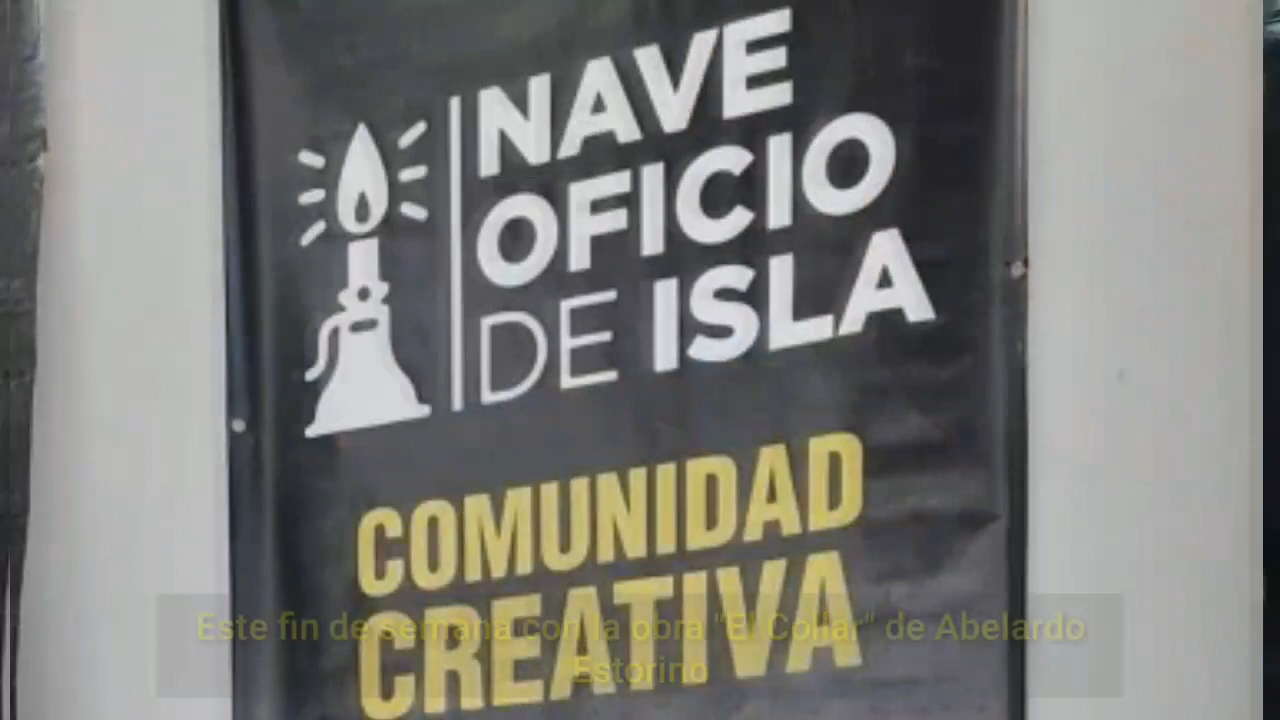 NAVE
OFICIO
DE ISLA
COMUNIDAD
CREATIVA
Este fin de semana con la obra "El Collar" de Abelardo
Estorino